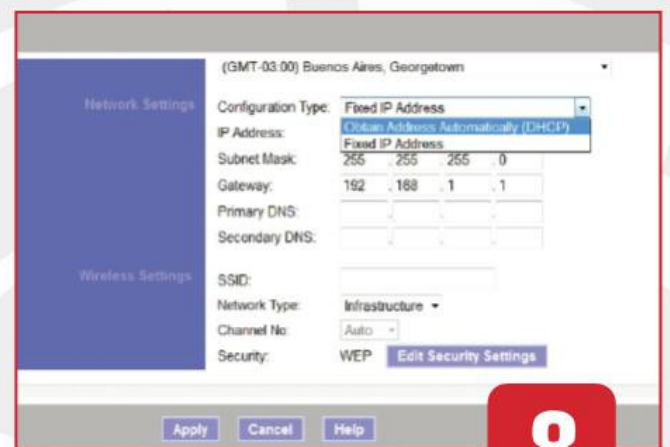 (GMT-03:00) Buenos Aires, Georgetown
Network Settings
Configuration Type: Fixed IP Address
Obtain Address Automatically (DHCP)
Fixed IP Address
IP Address:
Subnet Mask: 255 . 255 . 255 . 0
Gateway: 192 . 168 . 1 . 1
Primary DNS: . . .
Secondary DNS: . . .
Wireless Settings
SSID:
Network Type: Infrastructure
Channel No: Auto
Security: WEP Edit Security Settings
Apply Cancel Help